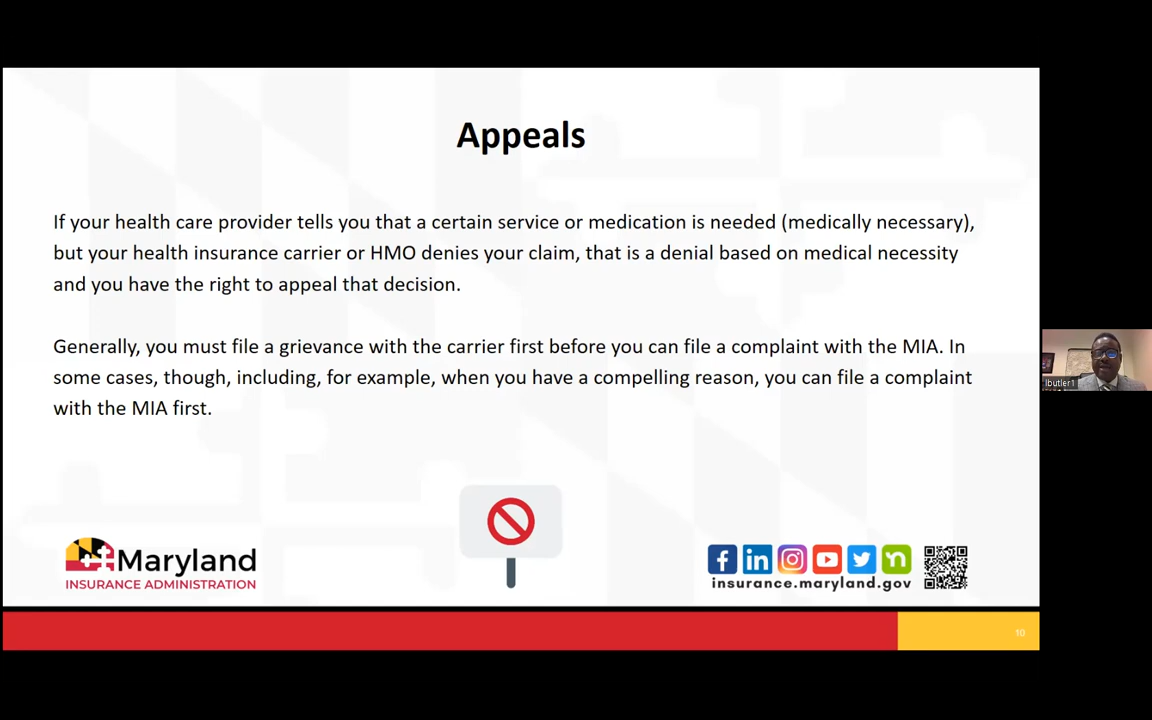 Appeals
If your health care provider tells you that a certain service or medication is needed (medically necessary),
but your health insurance carrier or HMO denies your claim, that is a denial based on medical necessity
and you have the right to appeal that decision.
Generally, you must file a grievance with the carrier first before you can file a complaint with the MIA. In
some cases, though, including, for example, when you have a compelling reason, you can file a complaint
with the MIA first.
lbutler1
Maryland
INSURANCE ADMINISTRATION
insurance.maryland.gov
10